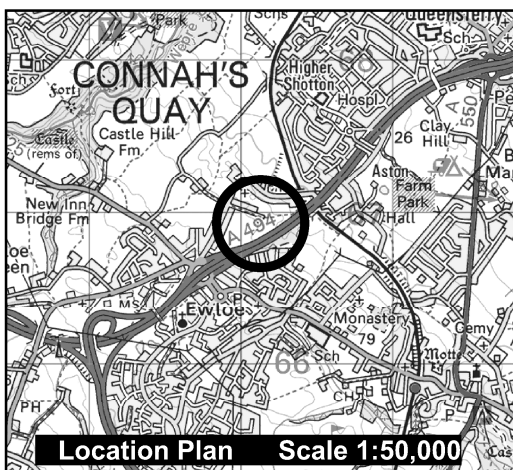 Park
Schs
Queensferry
Sch
CONNAH'S
QUAY
Higher
Shotton
68
Hospl
Fort
Castle
(rems of)
Castle Hill
Fm
26
Clay
Hill
A 550
Aston
Farm
Park
Hall
New Inn
Bridge Fm
A 494
MS
P
Ewloe
Monastery
79
Cemy
Sch
66
Motte
CH
PH
P
Location Plan Scale 1:50,000